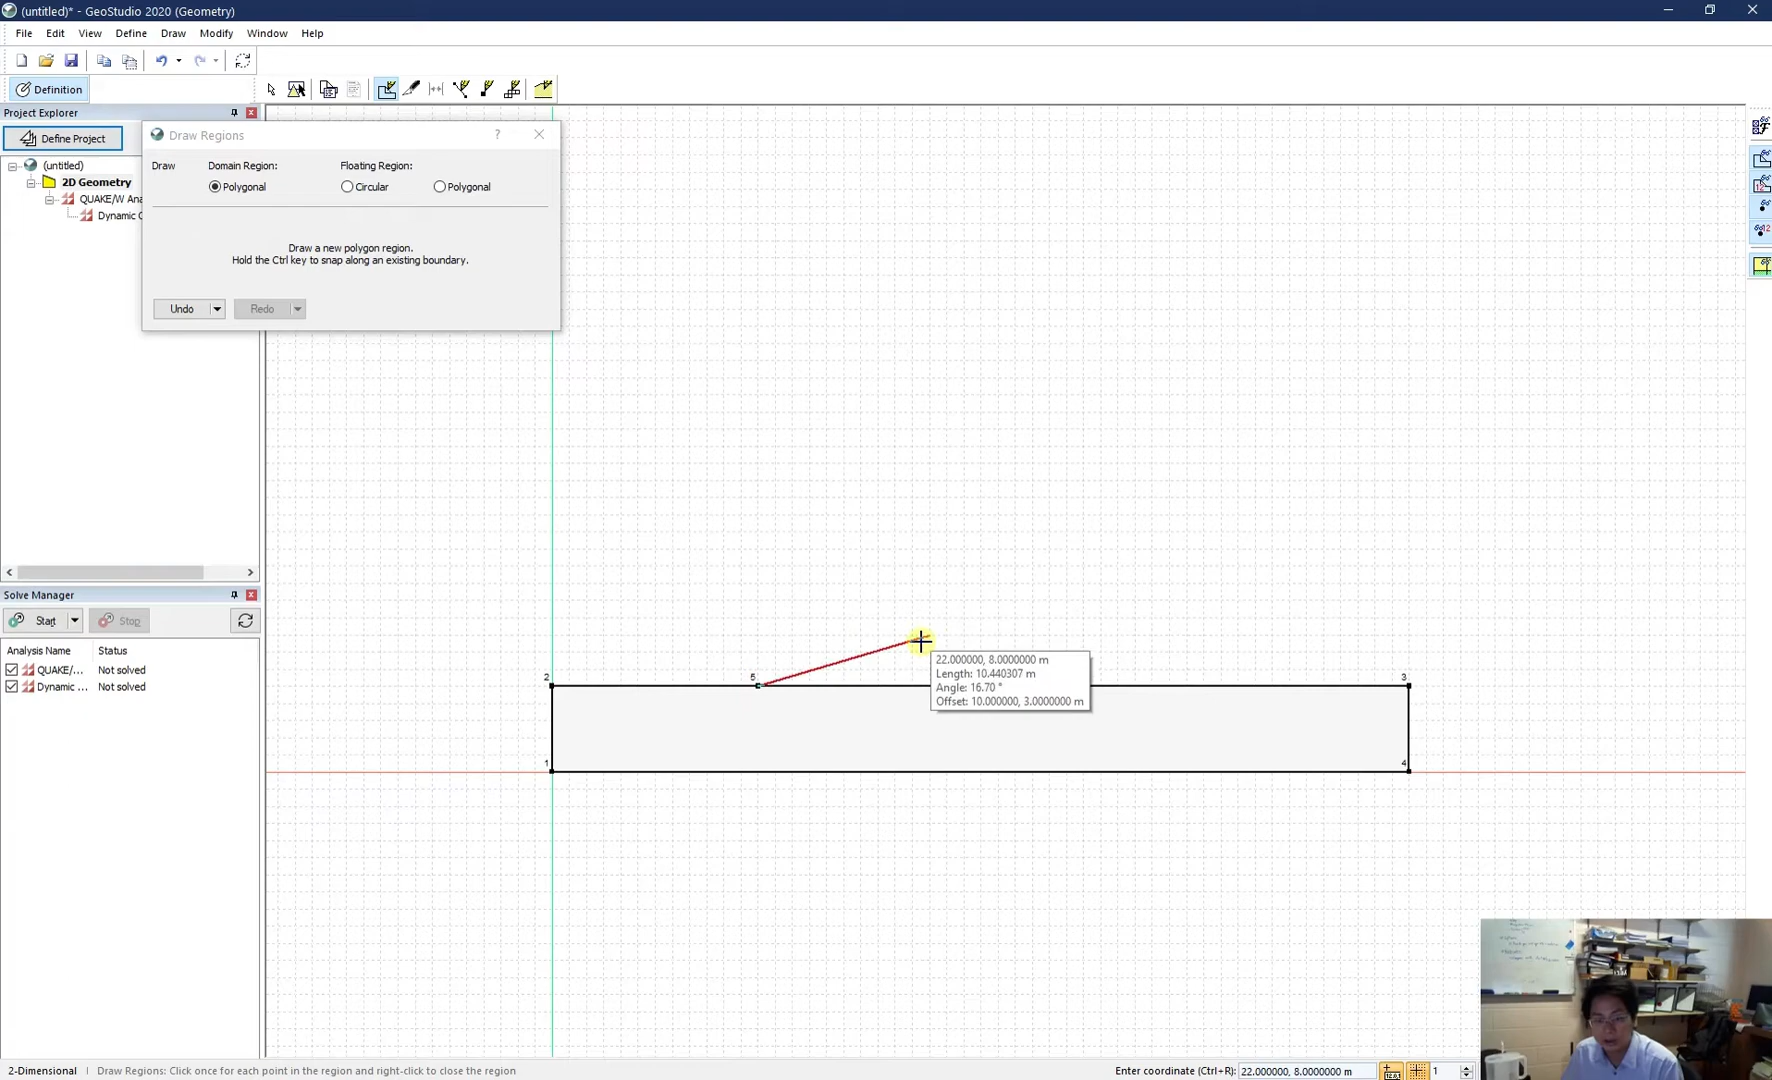 (untitled)* - GeoStudio 2020 (Geometry)
File Edit View Define Draw Modify Window Help
Definition
Project Explorer
Define Project
(untitled)
2D Geometry
QUAKE/W Ana
Dynamic
Draw Regions ?
Draw Domain Region: Floating Region:
Polygonal Circular Polygonal
Draw a new polygon region.
Hold the Ctrl key to snap along an existing boundary.
Undo Redo
22.000000, 8.0000000 m
Length: 10.440307 m
Angle: 16.70 °
Offset: 10.000000, 3.0000000 m
2 5 3
1 4
Solve Manager
Start Stop
Analysis Name Status
QUAKE/... Not solved
Dynamic ... Not solved
2-Dimensional Draw Regions: Click once for each point in the region and right-click to close the region Enter coordinate (Ctrl+R): 22.000000, 8.0000000 m 1